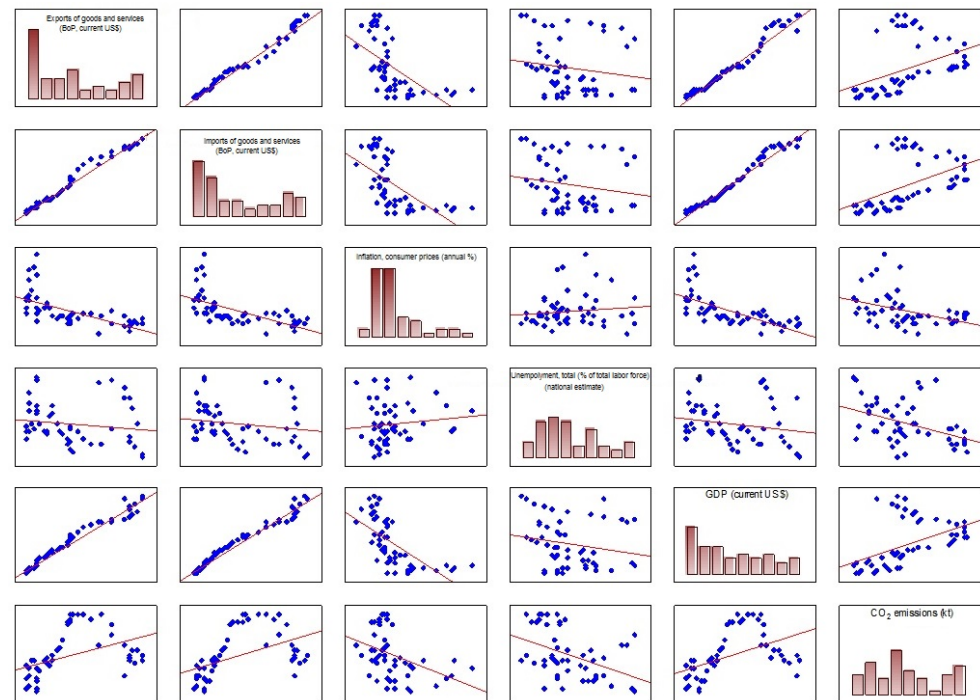 Exports of goods and services
(BoP, current US$)
Imports of goods and services
(BoP, current US$)
Inflation, consumer prices (annual %)
Unemployment, total (% of total labor force)
(national estimate)
GDP (current US$)
CO₂ emissions (kt)